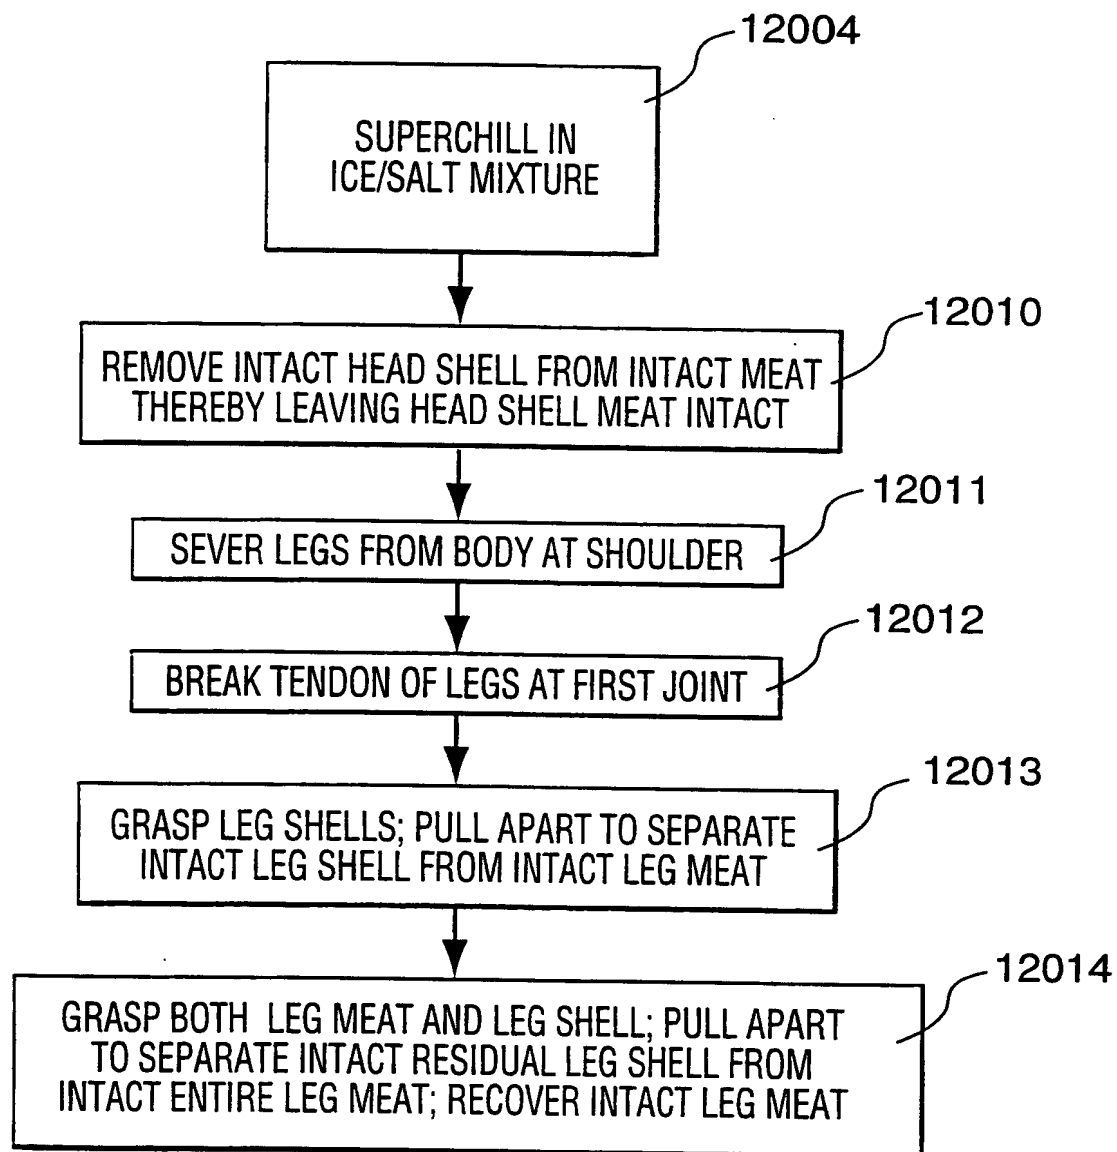 12004
SUPERCHILL IN
ICE/SALT MIXTURE
12010
REMOVE INTACT HEAD SHELL FROM INTACT MEAT
THEREBY LEAVING HEAD SHELL MEAT INTACT
12011
SEVER LEGS FROM BODY AT SHOULDER
12012
BREAK TENDON OF LEGS AT FIRST JOINT
12013
GRASP LEG SHELLS; PULL APART TO SEPARATE
INTACT LEG SHELL FROM INTACT LEG MEAT
12014
GRASP BOTH LEG MEAT AND LEG SHELL; PULL APART
TO SEPARATE INTACT RESIDUAL LEG SHELL FROM
INTACT ENTIRE LEG MEAT; RECOVER INTACT LEG MEAT